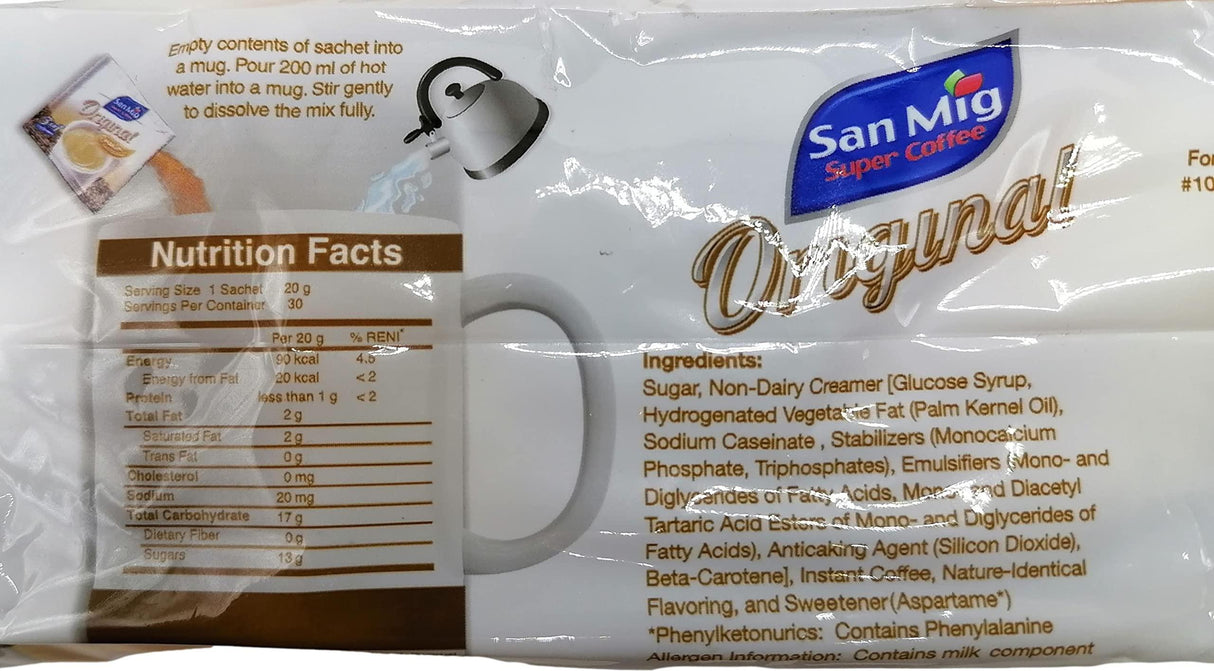 Empty contents of sachet into
a mug. Pour 200 ml of hot
water into a mug. Stir gently
to dissolve the mix fully.
San Mig
Original
San Mig
Super Coffee
Original
For
#10
Nutrition Facts
Serving Size 1 Sachet 20 g
Servings Per Container 30
Per 20 g % RENI*
Energy 90 kcal 4.5
Energy from Fat 20 kcal <2
Protein less than 1 g <2
Total Fat 2 g
Saturated Fat 2 g
Trans Fat 0 g
Cholesterol 0 mg
Sodium 20 mg
Total Carbohydrate 17 g
Dietary Fiber 0 g
Sugars 13 g
Ingredients:
Sugar, Non-Dairy Creamer [Glucose Syrup,
Hydrogenated Vegetable Fat (Palm Kernel Oil),
Sodium Caseinate , Stabilizers (Monocalcium
Phosphate, Triphosphates), Emulsifiers (Mono- and
Diglycerides of Fatty Acids, Mono- and Diacetyl
Tartaric Acid Esters of Mono- and Diglycerides of
Fatty Acids), Anticaking Agent (Silicon Dioxide),
Beta-Carotene], Instant Coffee, Nature-Identical
Flavoring, and Sweetener (Aspartame*)
*Phenylketonurics: Contains Phenylalanine
Allergen Information: Contains milk component